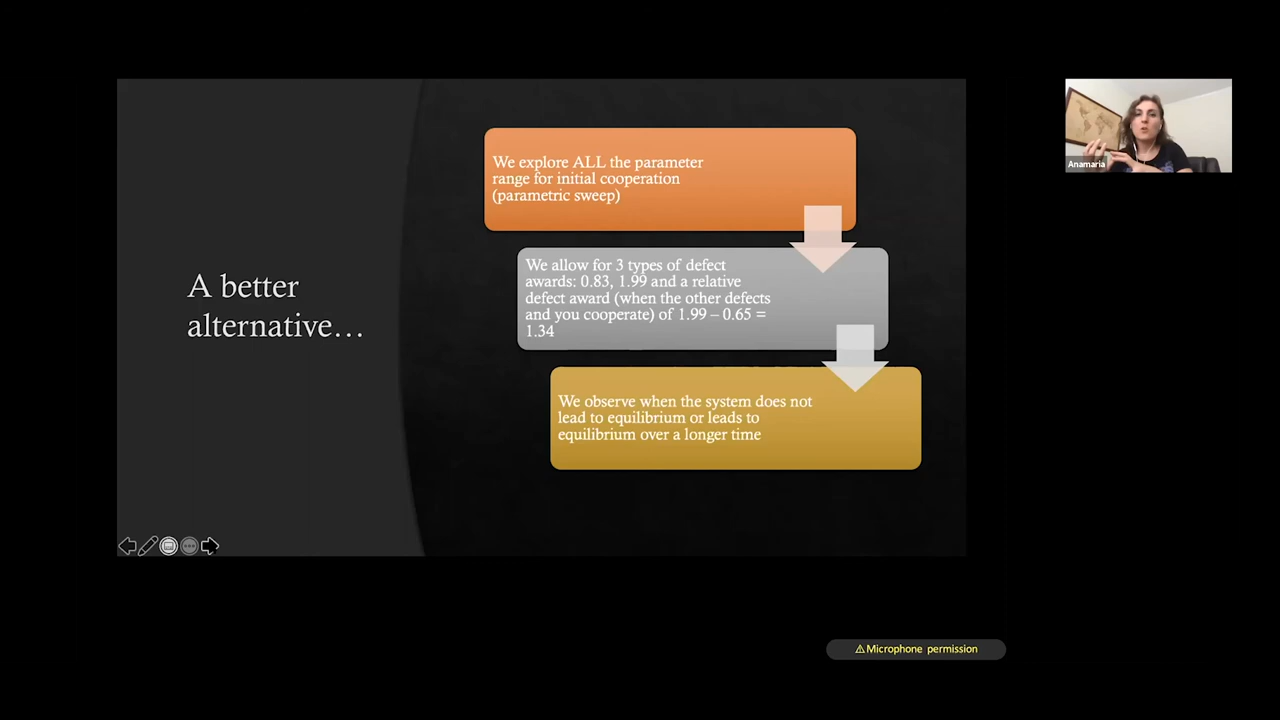 A better
alternative…
We explore ALL the parameter
range for initial cooperation
(parametric sweep)
We allow for 3 types of defect
awards: 0.83, 1.99 and a relative
defect award (when the other defects
and you cooperate) of 1.99 – 0.65 =
1.34
We observe when the system does not
lead to equilibrium or leads to
equilibrium over a longer time
Anamaria
⚠Microphone permission